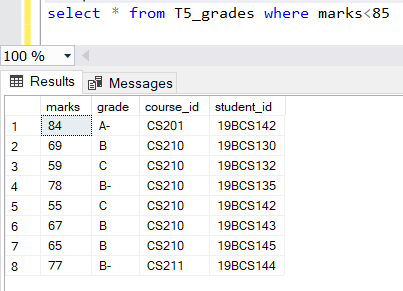 select * from T5_grades where marks<85
100 %
Results Messages
marks grade course_id student_id
1 84 A- CS201 19BCS142
2 69 B CS210 19BCS130
3 59 C CS210 19BCS132
4 78 B- CS210 19BCS135
5 55 C CS210 19BCS142
6 67 B CS210 19BCS143
7 65 B CS210 19BCS145
8 77 B- CS211 19BCS144